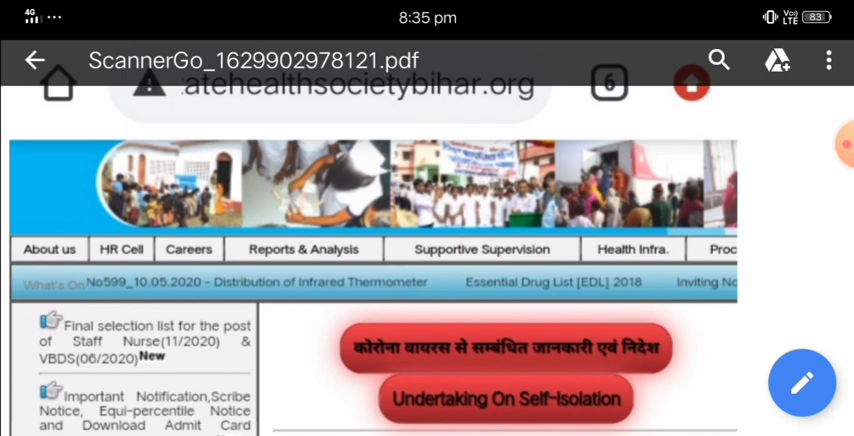 4G 8:35 pm Vo) LTE 83
ScannerGo_1629902978121.pdf
atehealthsocietybihar.org 6
About us HR Cell Careers Reports & Analysis Supportive Supervision Health Infra. Proc
What's On No599_10.05.2020 - Distribution of Infrared Thermometer Essential Drug List [EDL] 2018 Inviting No
Final selection list for the post
of Staff Nurse(11/2020) &
VBDS(06/2020) New
Important Notification,Scribe
Notice, Equi-percentile Notice
and Download Admit Card
कोरोना वायरस से सम्बंधित जानकारी एवं निदेश
Undertaking On Self-Isolation